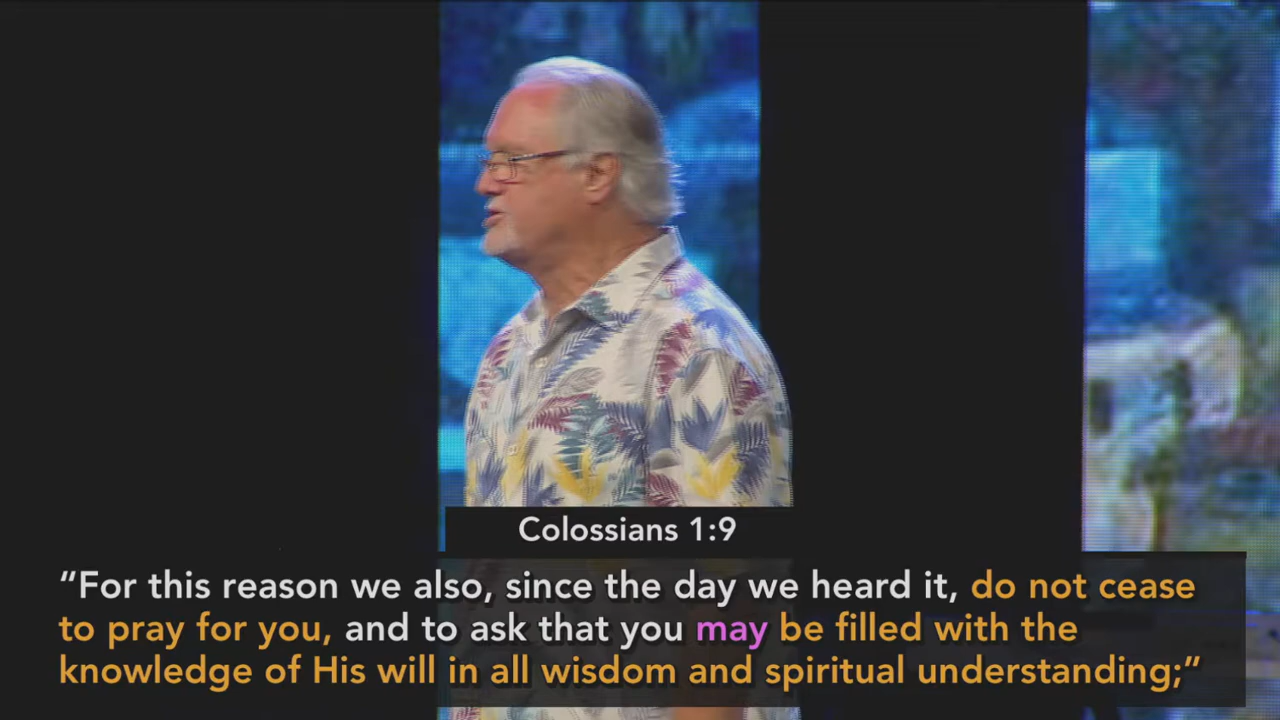 Colossians 1:9
“For this reason we also, since the day we heard it, do not cease
to pray for you, and to ask that you may be filled with the
knowledge of His will in all wisdom and spiritual understanding;”